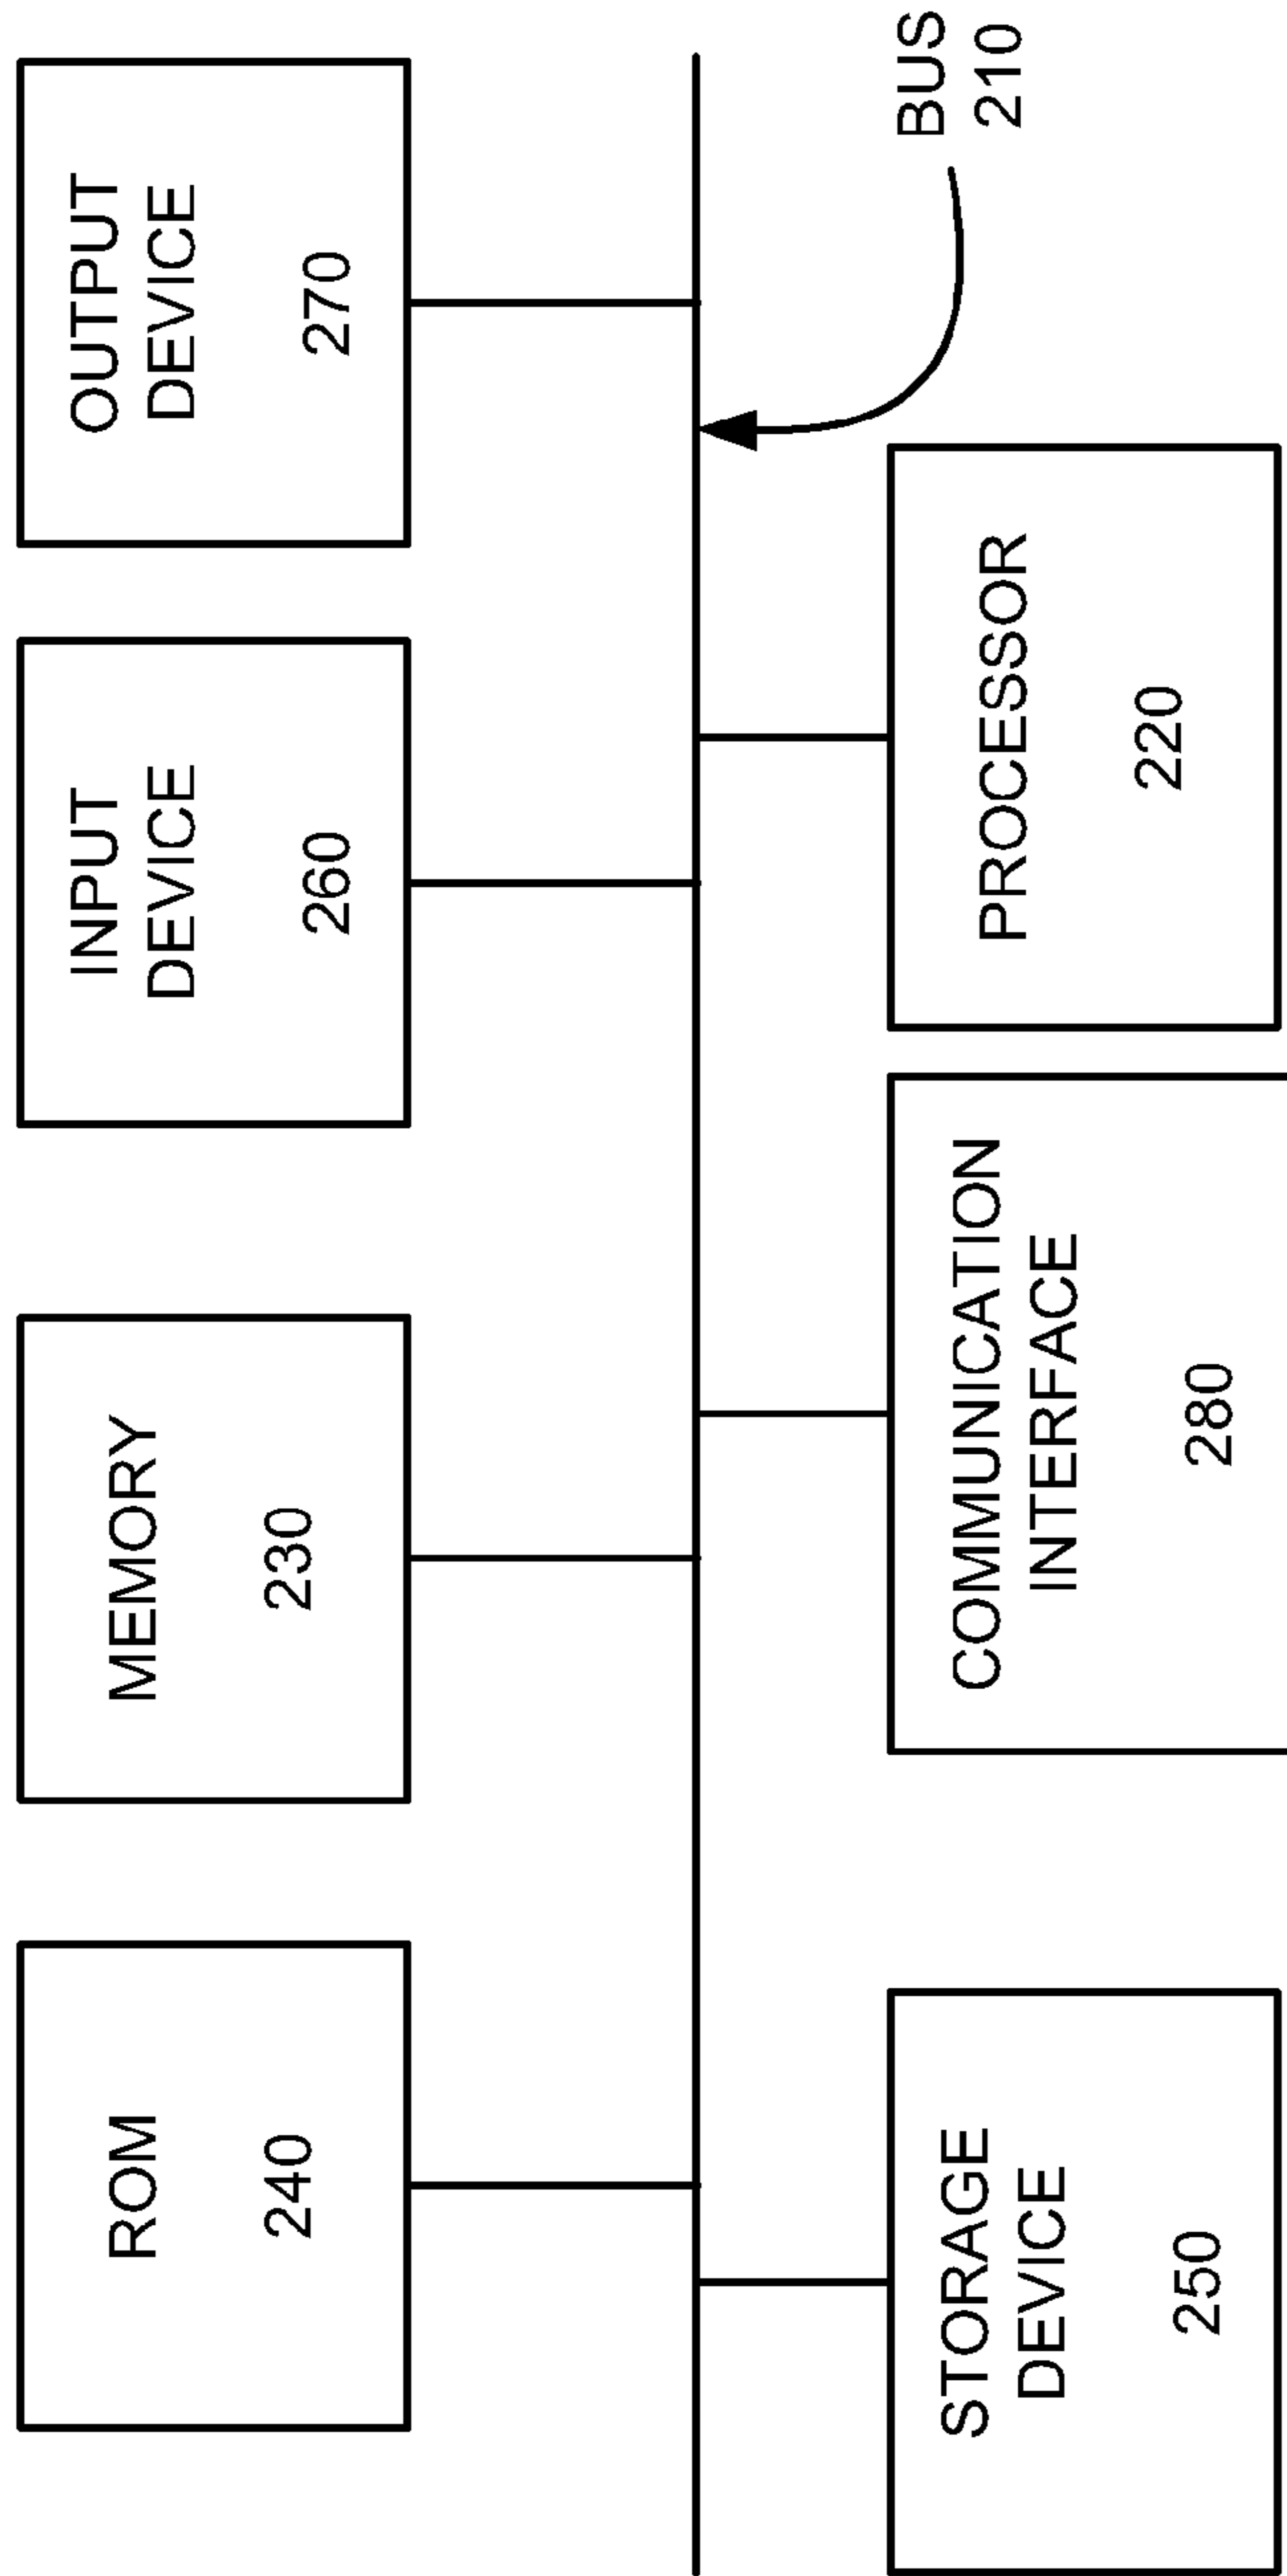 ROM
240
MEMORY
230
INPUT
DEVICE
260
OUTPUT
DEVICE
270
STORAGE
DEVICE
250
COMMUNICATION
INTERFACE
280
PROCESSOR
220
BUS
210